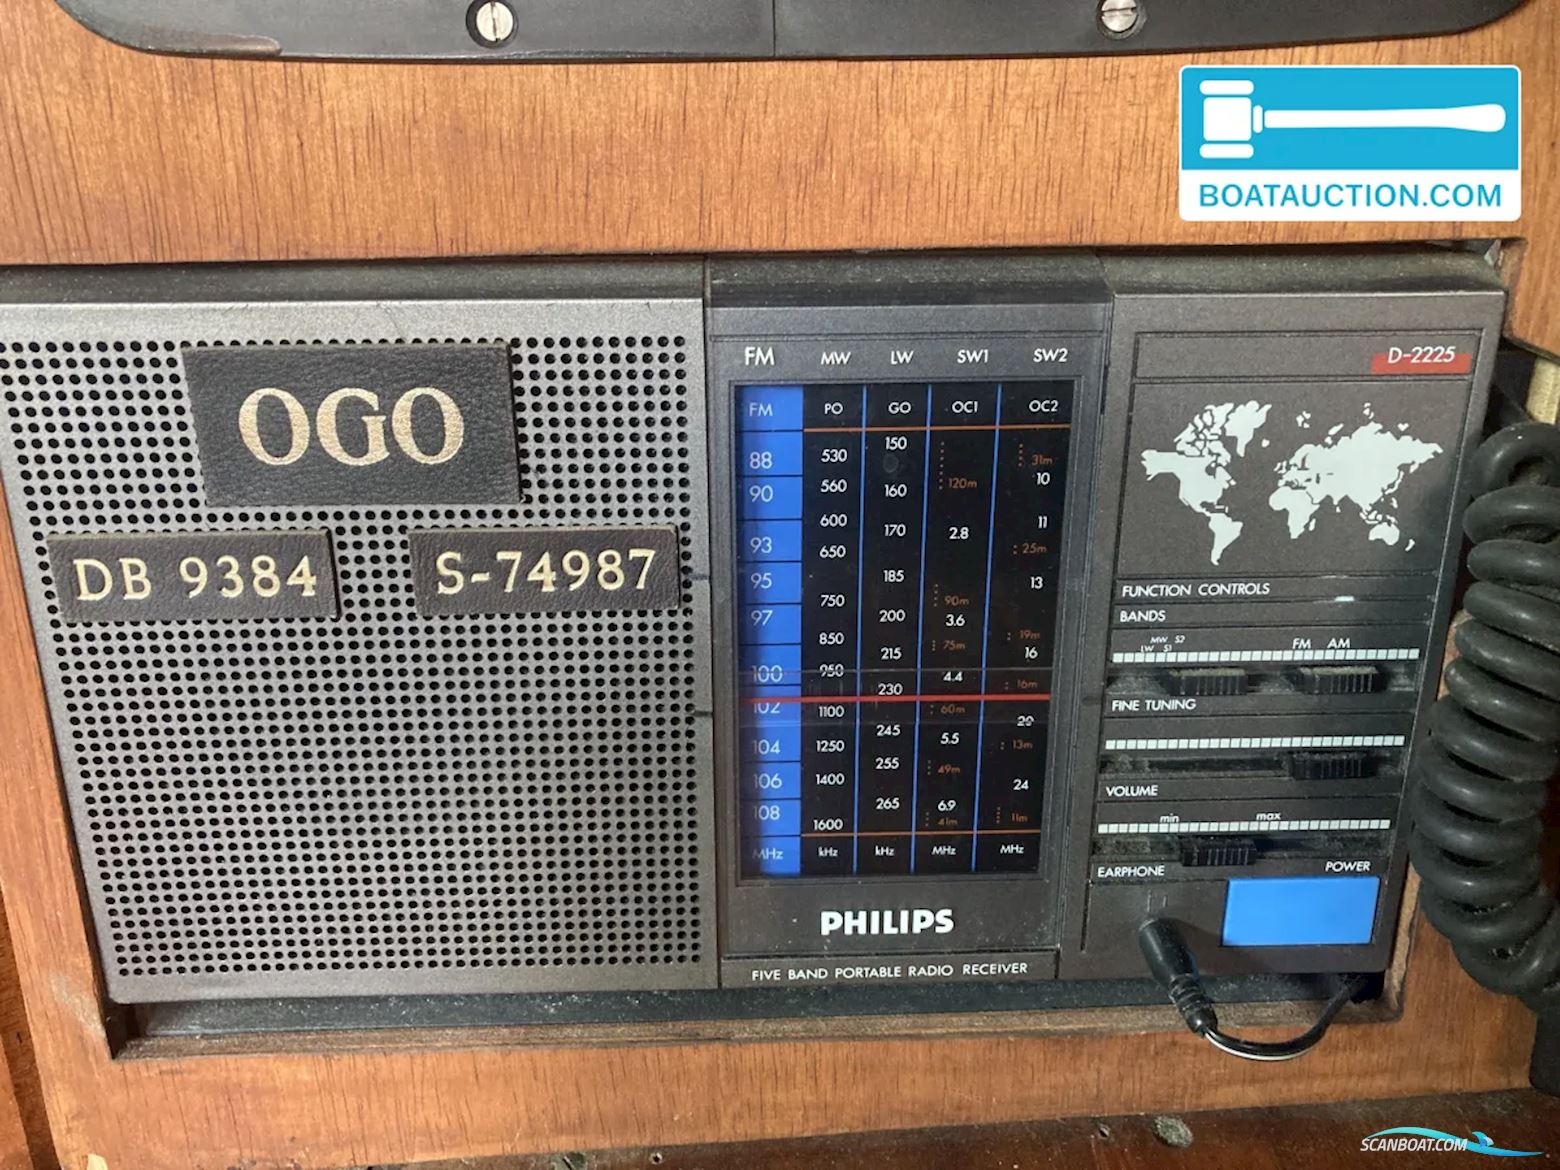 BOATAUCTION.COM
OGO
DB 9384
S-74987
FM MW LW SW1 SW2
FM PO GO OC1 OC2
88 530 150 120m 31m
90 560 160 2.8 10
93 600 170 90m 11
95 650 185 3.6 25m
97 750 200 75m 13
100 850 215 4.4 19m
102 950 230 60m 16
104 1100 245 5.5 16m
106 1250 255 49m 20
108 1400 265 6.9 13m
1600 41m 24
11m
MHz kHz kHz MHz MHz
PHILIPS
FIVE BAND PORTABLE RADIO RECEIVER
D-2225
FUNCTION CONTROLS
BANDS
MW S2
LW S1
FM AM
FINE TUNING
VOLUME
min max
EARPHONE POWER
SCANBOAT.COM